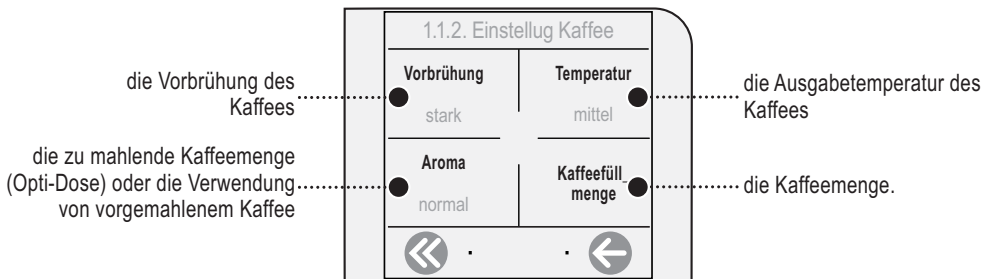 1.1.2. Einstellug Kaffee
die Vorbrühung des
Kaffees
Vorbrühung
stark
Temperatur
mittel
die Ausgabetemperatur des
Kaffees
die zu mahlende Kaffeemenge
(Opti-Dose) oder die Verwendung
von vorgemahlenem Kaffee
Aroma
normal
Kaffeefüll_
menge
die Kaffeemenge.